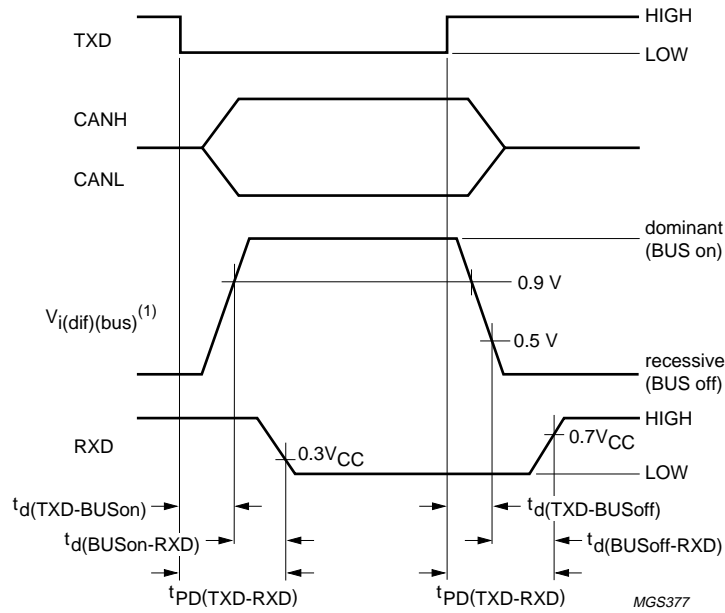 HIGH
TXD
LOW
CANH
CANL
dominant
(BUS on)
0.9 V
Vi(dif)(bus)(1)
0.5 V
recessive
(BUS off)
HIGH
RXD
0.3VCC
0.7VCC
LOW
td(TXD-BUSon)
td(TXD-BUSoff)
td(BUSon-RXD)
td(BUSoff-RXD)
tPD(TXD-RXD)
tPD(TXD-RXD)
MGS377